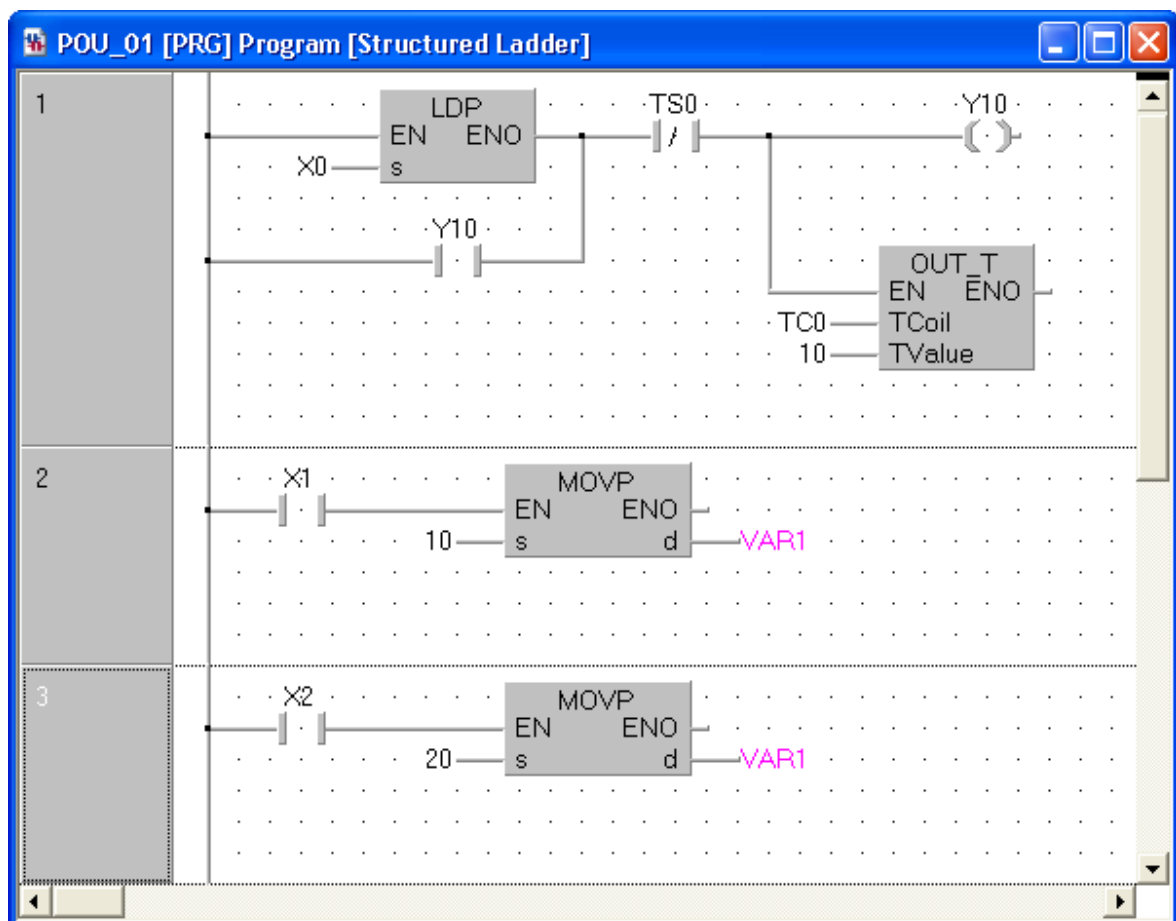 POU_01 [PRG] Program [Structured Ladder]
1
LDP
TS0
Y10
EN ENO
X0
s
Y10
OUT_T
EN ENO
TC0
TCoil
10
TValue
2
X1
MOVP
EN ENO
10
s d
VAR1
3
X2
MOVP
EN ENO
20
s d
VAR1